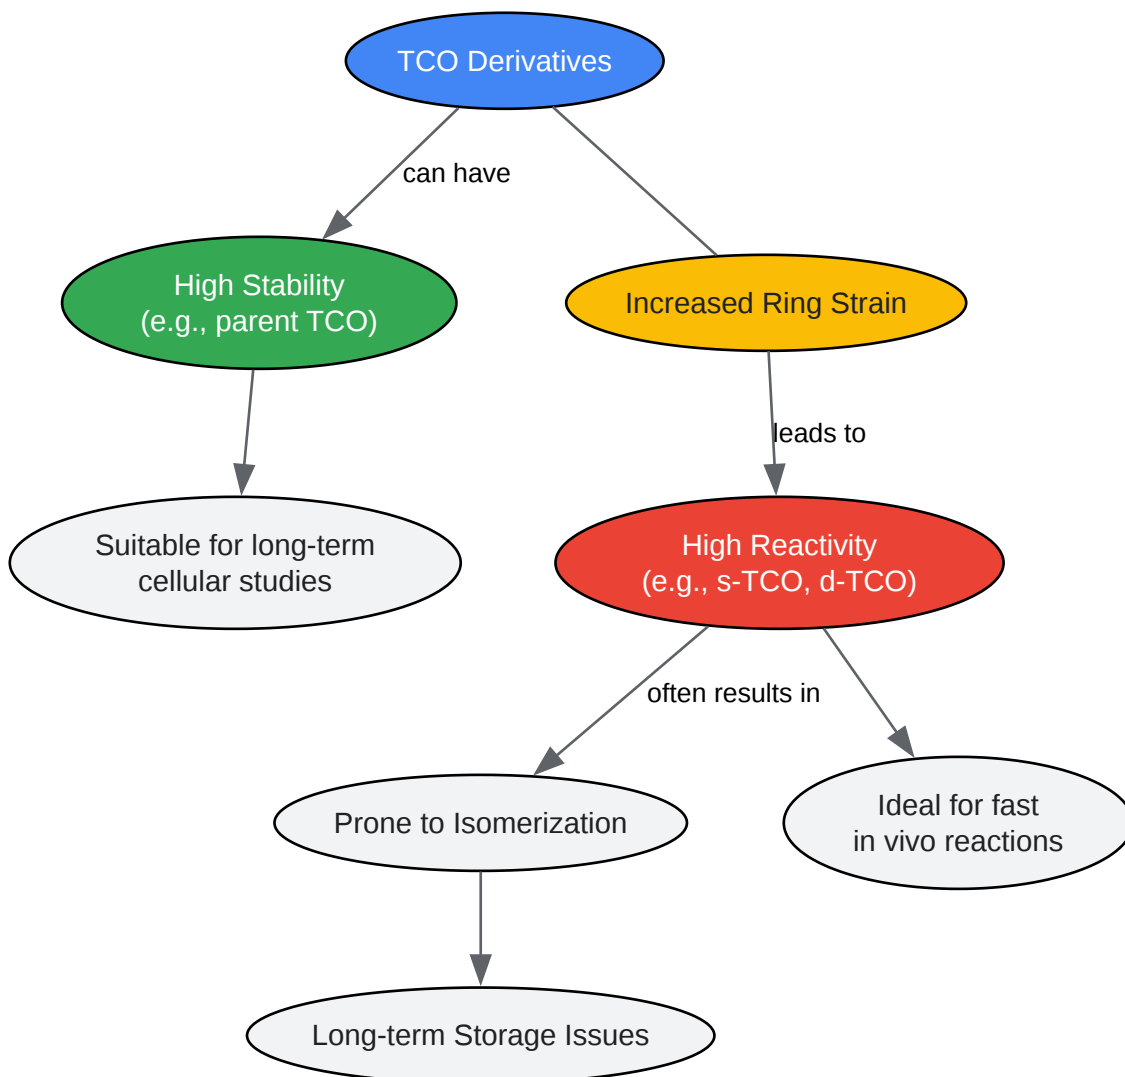 TCO Derivatives
can have
High Stability
(e.g., parent TCO)
Increased Ring Strain
leads to
Suitable for long-term
cellular studies
High Reactivity
(e.g., s-TCO, d-TCO)
often results in
Prone to Isomerization
Ideal for fast
in vivo reactions
Long-term Storage Issues